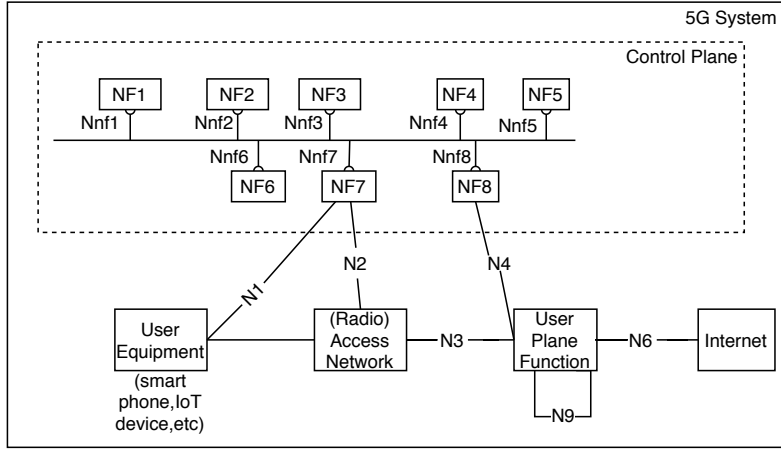 5G System
Control Plane
NF1
NF2
NF3
NF4
NF5
Nnf1
Nnf2
Nnf3
Nnf4
Nnf5
Nnf6
Nnf7
Nnf8
NF6
NF7
NF8
N1
N2
N4
User
Equipment
(smart
phone,IoT
device,etc)
(Radio)
Access
Network
N3
User
Plane
Function
N6
Internet
N9